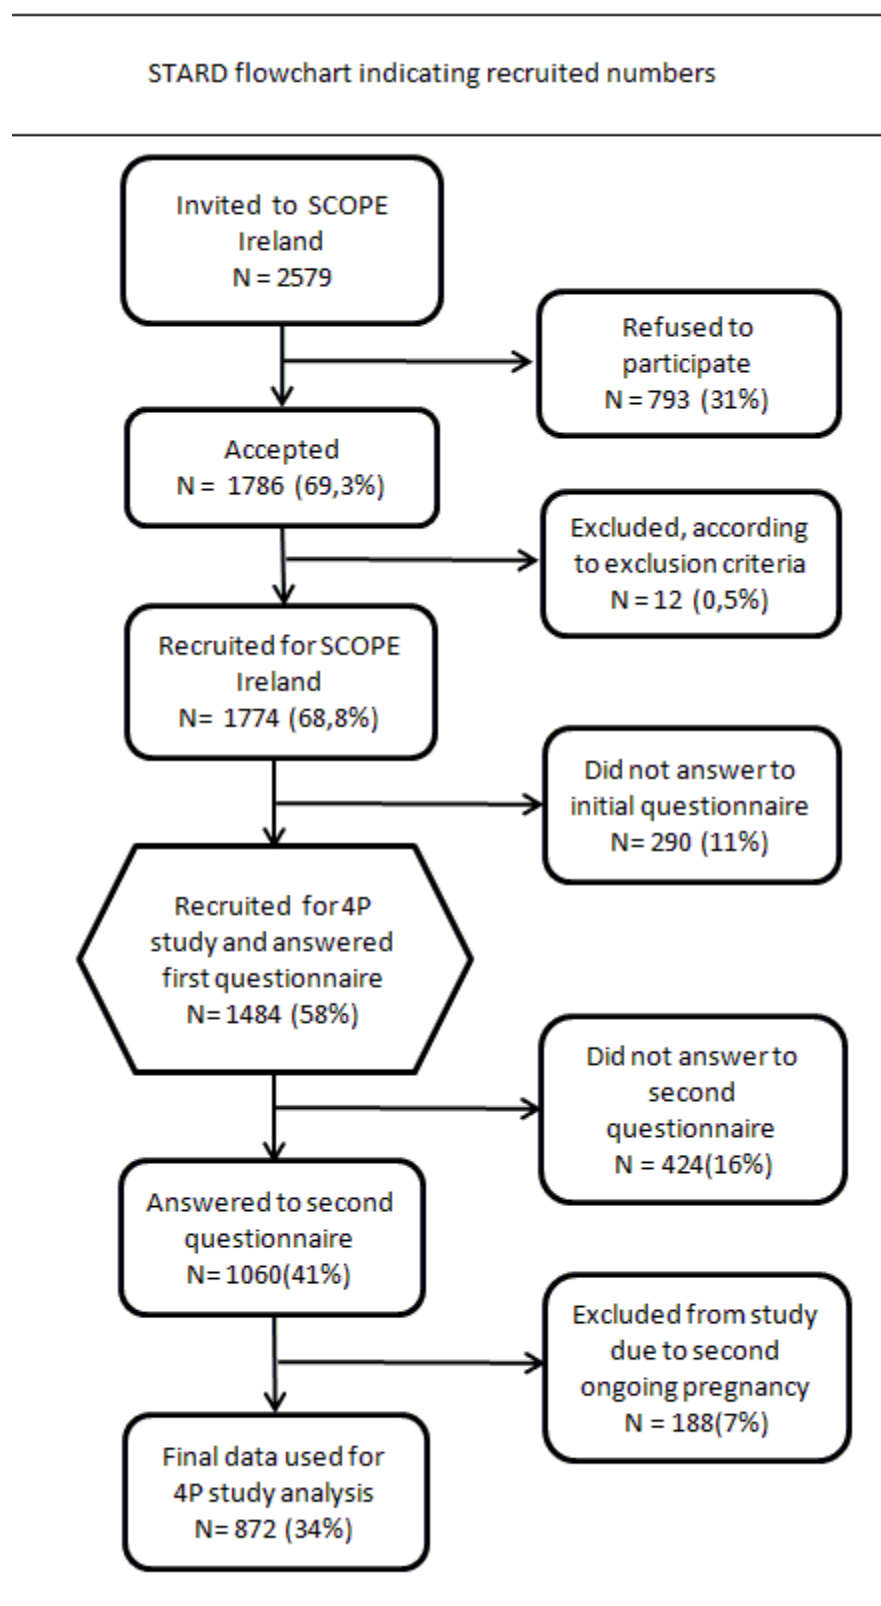 STARD flowchart indicating recruited numbers
Invited to SCOPE
Ireland
N = 2579
Refused to
participate
N = 793 (31%)
Accepted
N = 1786 (69,3%)
Excluded, according
to exclusion criteria
N = 12 (0,5%)
Recruited for SCOPE
Ireland
N= 1774 (68,8%)
Did not answer to
initial questionnaire
N= 290 (11%)
Recruited for 4P
study and answered
first questionnaire
N= 1484 (58%)
Did not answer to
second
questionnaire
N = 424(16%)
Answered to second
questionnaire
N= 1060(41%)
Excluded from study
due to second
ongoing pregnancy
N = 188(7%)
Final data used for
4P study analysis
N= 872 (34%)